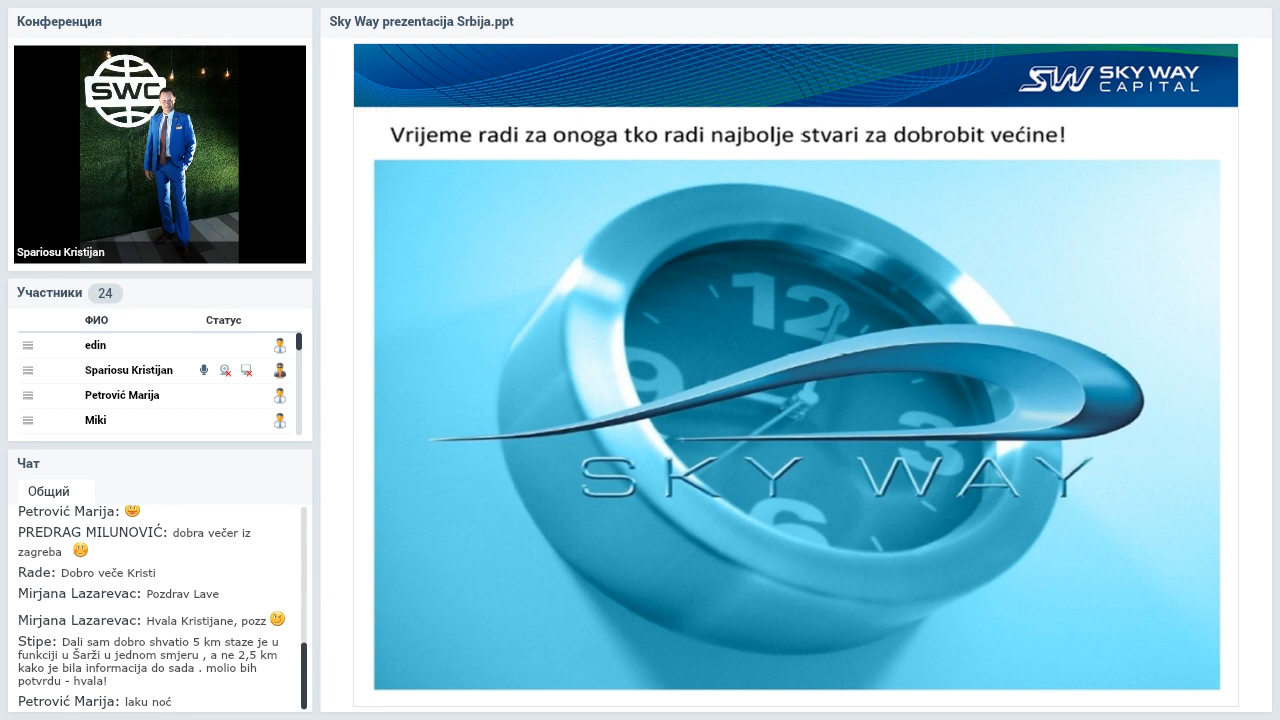 Конференция
SWC
Spariosu Kristijan
Участники 24
ФИО Статус
edin
Spariosu Kristijan
Petrović Marija
Miki
Чат
Общий
Petrović Marija:
PREDRAG MILUNOVIĆ: dobra večer iz
zagreba
Rade: Dobro veče Kristi
Mirjana Lazarevac: Pozdrav Lave
Mirjana Lazarevac: Hvala Kristijane, pozz
Stipe: Dali sam dobro shvatio 5 km staze je u
funkciji u Šarži u jednom smjeru , a ne 2,5 km
kako je bila informacija do sada . molio bih
potvrdu - hvala!
Petrović Marija: laku noć
Sky Way prezentacija Srbija.ppt
SW SKY WAY
CAPITAL
Vrijeme radi za onoga tko radi najbolje stvari za dobrobit većine!
12
9
3
SKY WAY
6